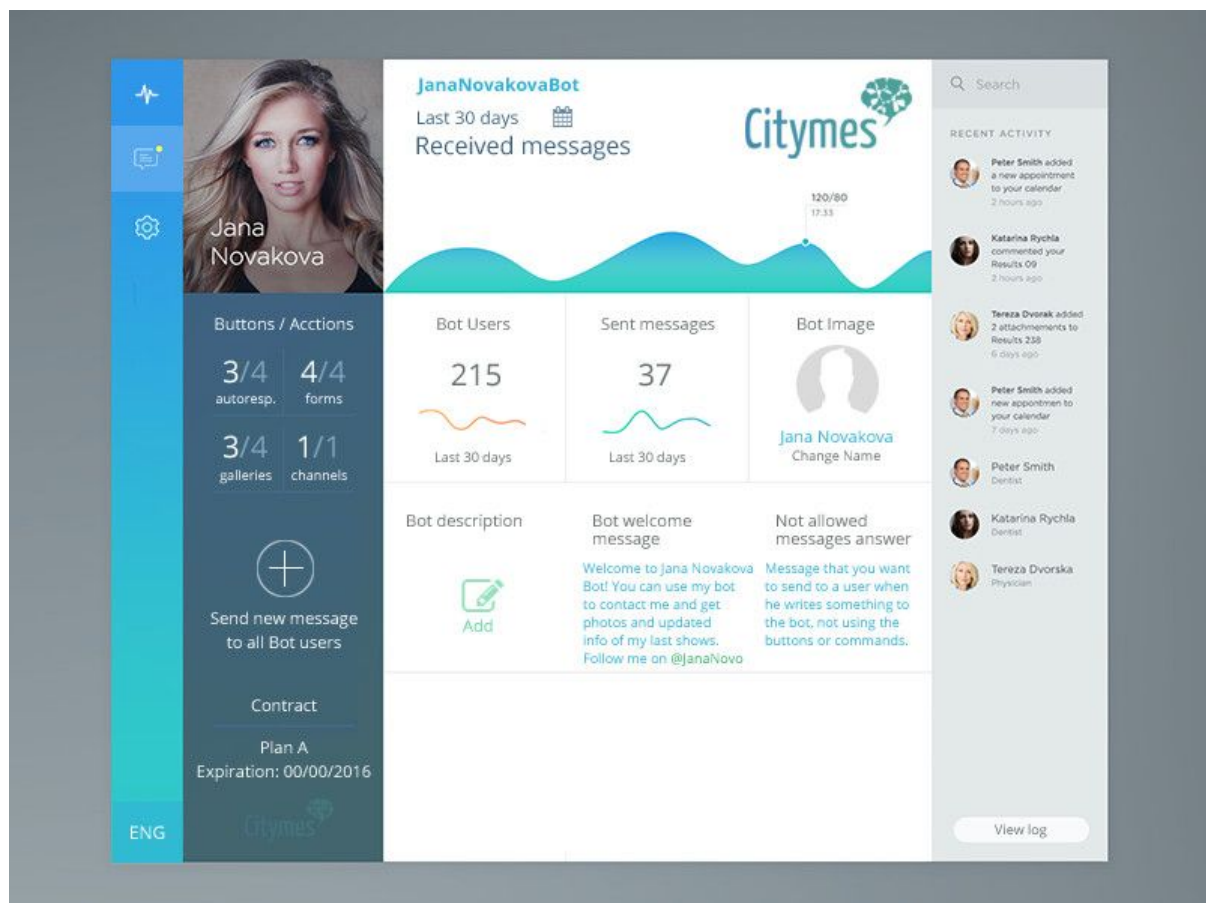 Jana
Novakova
ENG
Buttons / Acctions
3/4 4/4
autoresp. forms
3/4 1/1
galleries channels
Send new message
to all Bot users
Contract
Plan A
Expiration: 00/00/2016
Citymes
JanaNovakovaBot
Last 30 days
Received messages
Citymes
120/80
17:33
Bot Users
215
Last 30 days
Sent messages
37
Last 30 days
Bot Image
Jana Novakova
Change Name
Bot description
Add
Bot welcome
message
Welcome to Jana Novakova
Bot! You can use my bot
to contact me and get
photos and updated
info of my last shows.
Follow me on @JanaNovo
Not allowed
messages answer
Message that you want
to send to a user when
he writes something to
the bot, not using the
buttons or commands.
Search
RECENT ACTIVITY
Peter Smith added
a new appointment
to your calendar
2 hours ago
Katarina Rychla
commented your
Results 09
2 hours ago
Tereza Dvorak added
2 attachmements to
Results 238
6 days ago
Peter Smith added
new appontmen to
your calendar
7 days ago
Peter Smith
Dentist
Katarina Rychla
Dentist
Tereza Dvorska
Physician
View log